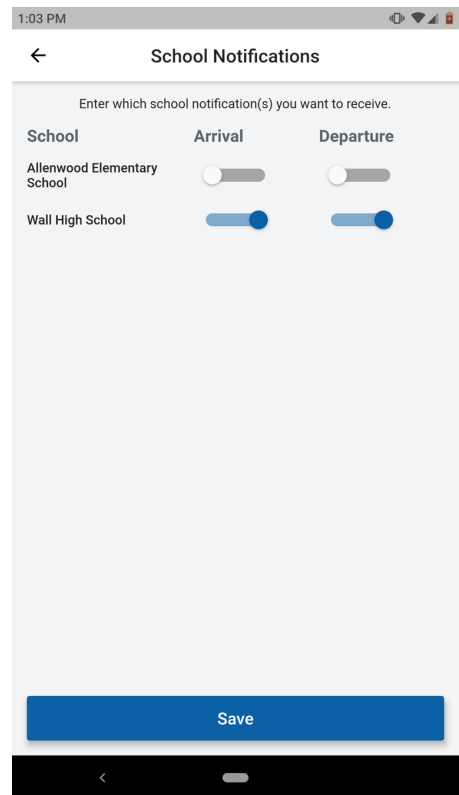 1:03 PM
School Notifications
Enter which school notification(s) you want to receive.
School Arrival Departure
Allenwood Elementary
School
Wall High School
Save